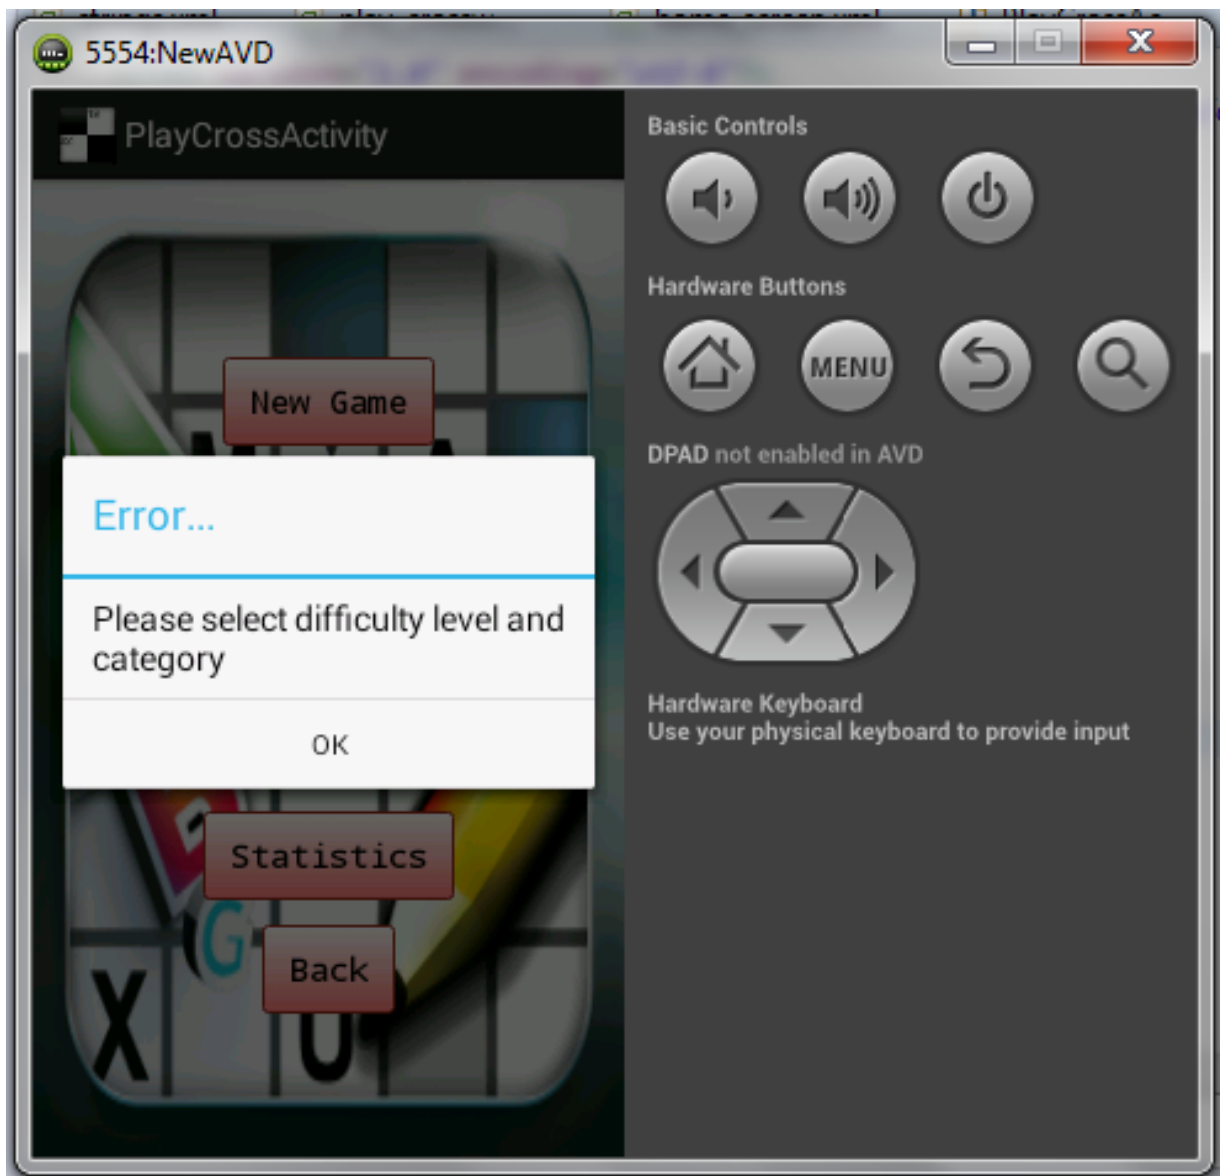 5554:NewAVD
PlayCrossActivity
New Game
Error...
Please select difficulty level and
category
OK
Statistics
G
Back
X U
Basic Controls
Hardware Buttons
MENU
DPAD not enabled in AVD
Hardware Keyboard
Use your physical keyboard to provide input